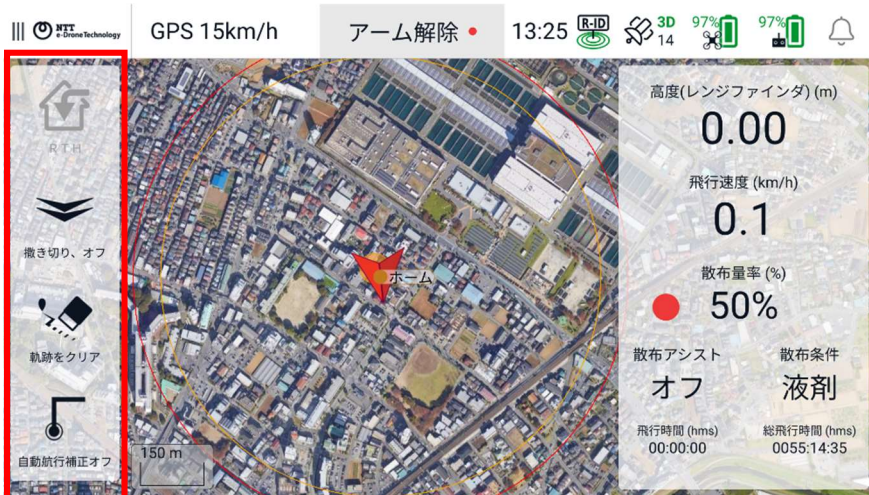 NTT
e-Drone Technology
GPS 15km/h
アーム解除
13:25
R-ID
3D
14
97%
97%
RTH
撒き切り、オフ
軌跡をクリア
自動航行補正オフ
ホーム
150 m
高度(レンジファインダ) (m)
0.00
飛行速度 (km/h)
0.1
散布量率 (%)
50%
散布アシスト
オフ
散布条件
液剤
飛行時間 (hms)
00:00:00
総飛行時間 (hms)
0055:14:35